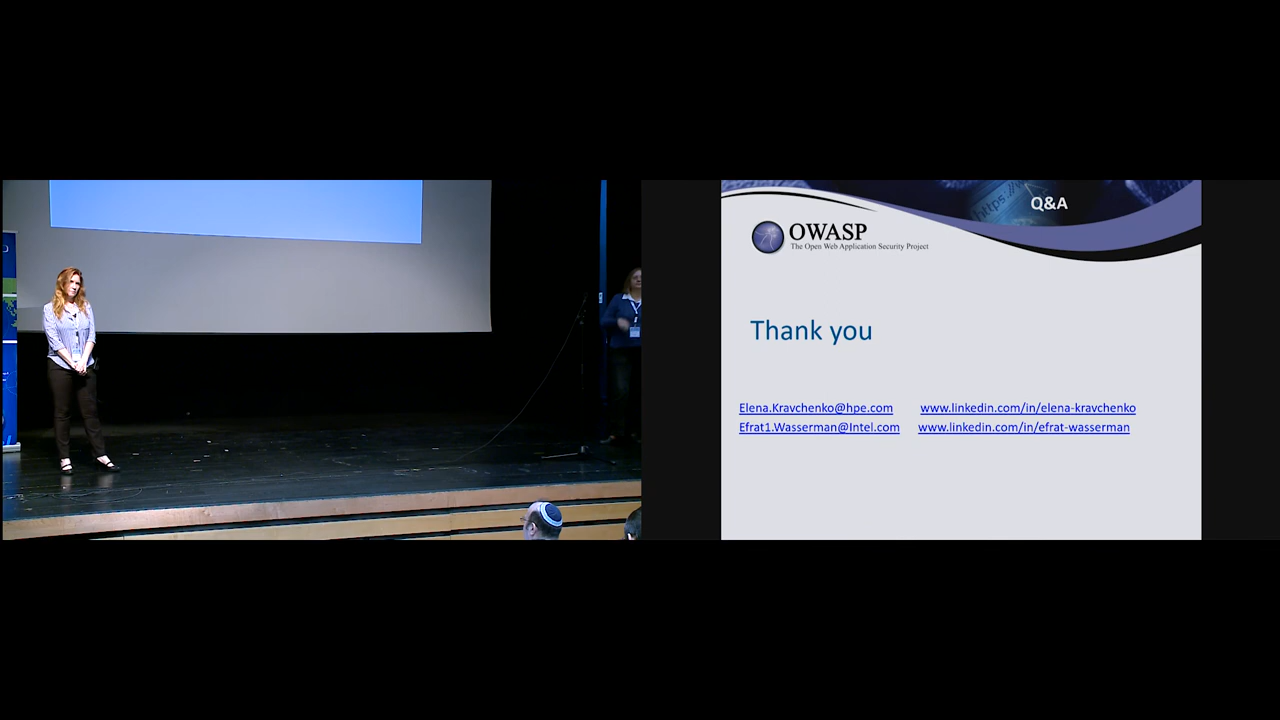 https://
Q&A
OWASP
The Open Web Application Security Project
Thank you
Elena.Kravchenko@hpe.com www.linkedin.com/in/elena-kravchenko
Efrat1.Wasserman@Intel.com www.linkedin.com/in/efrat-wasserman